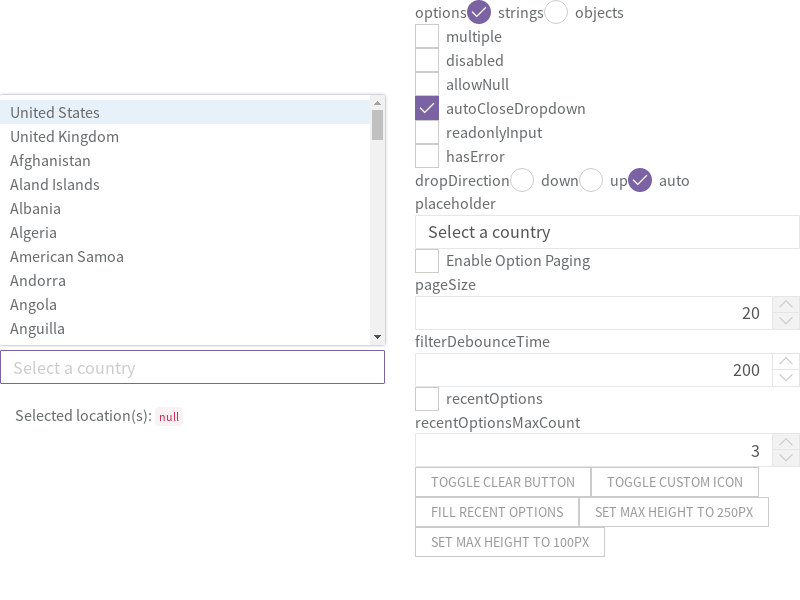 United States
United Kingdom
Afghanistan
Aland Islands
Albania
Algeria
American Samoa
Andorra
Angola
Anguilla
Select a country
Selected location(s): null
options strings objects
multiple
disabled
allowNull
autoCloseDropdown
readonlyInput
hasError
dropDirection down up auto
placeholder
Select a country
Enable Option Paging
pageSize
20
filterDebounceTime
200
recentOptions
recentOptionsMaxCount
3
TOGGLE CLEAR BUTTON TOGGLE CUSTOM ICON
FILL RECENT OPTIONS SET MAX HEIGHT TO 250PX
SET MAX HEIGHT TO 100PX